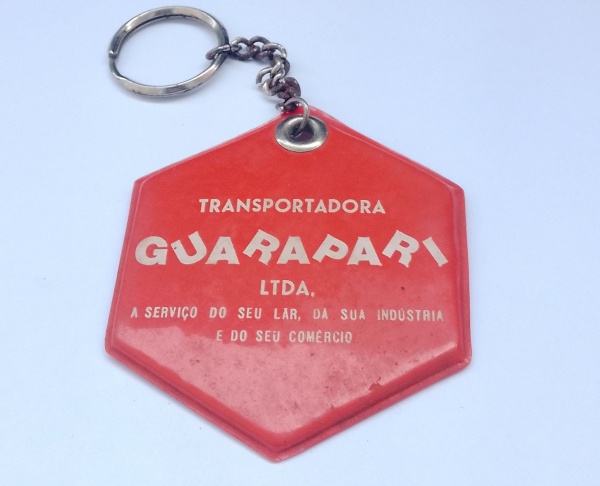 TRANSPORTADORA
GUARAPARI
LTDA.
A SERVIÇO DO SEU LAR, DA SUA INDÚSTRIA
E DO SEU COMÉRCIO